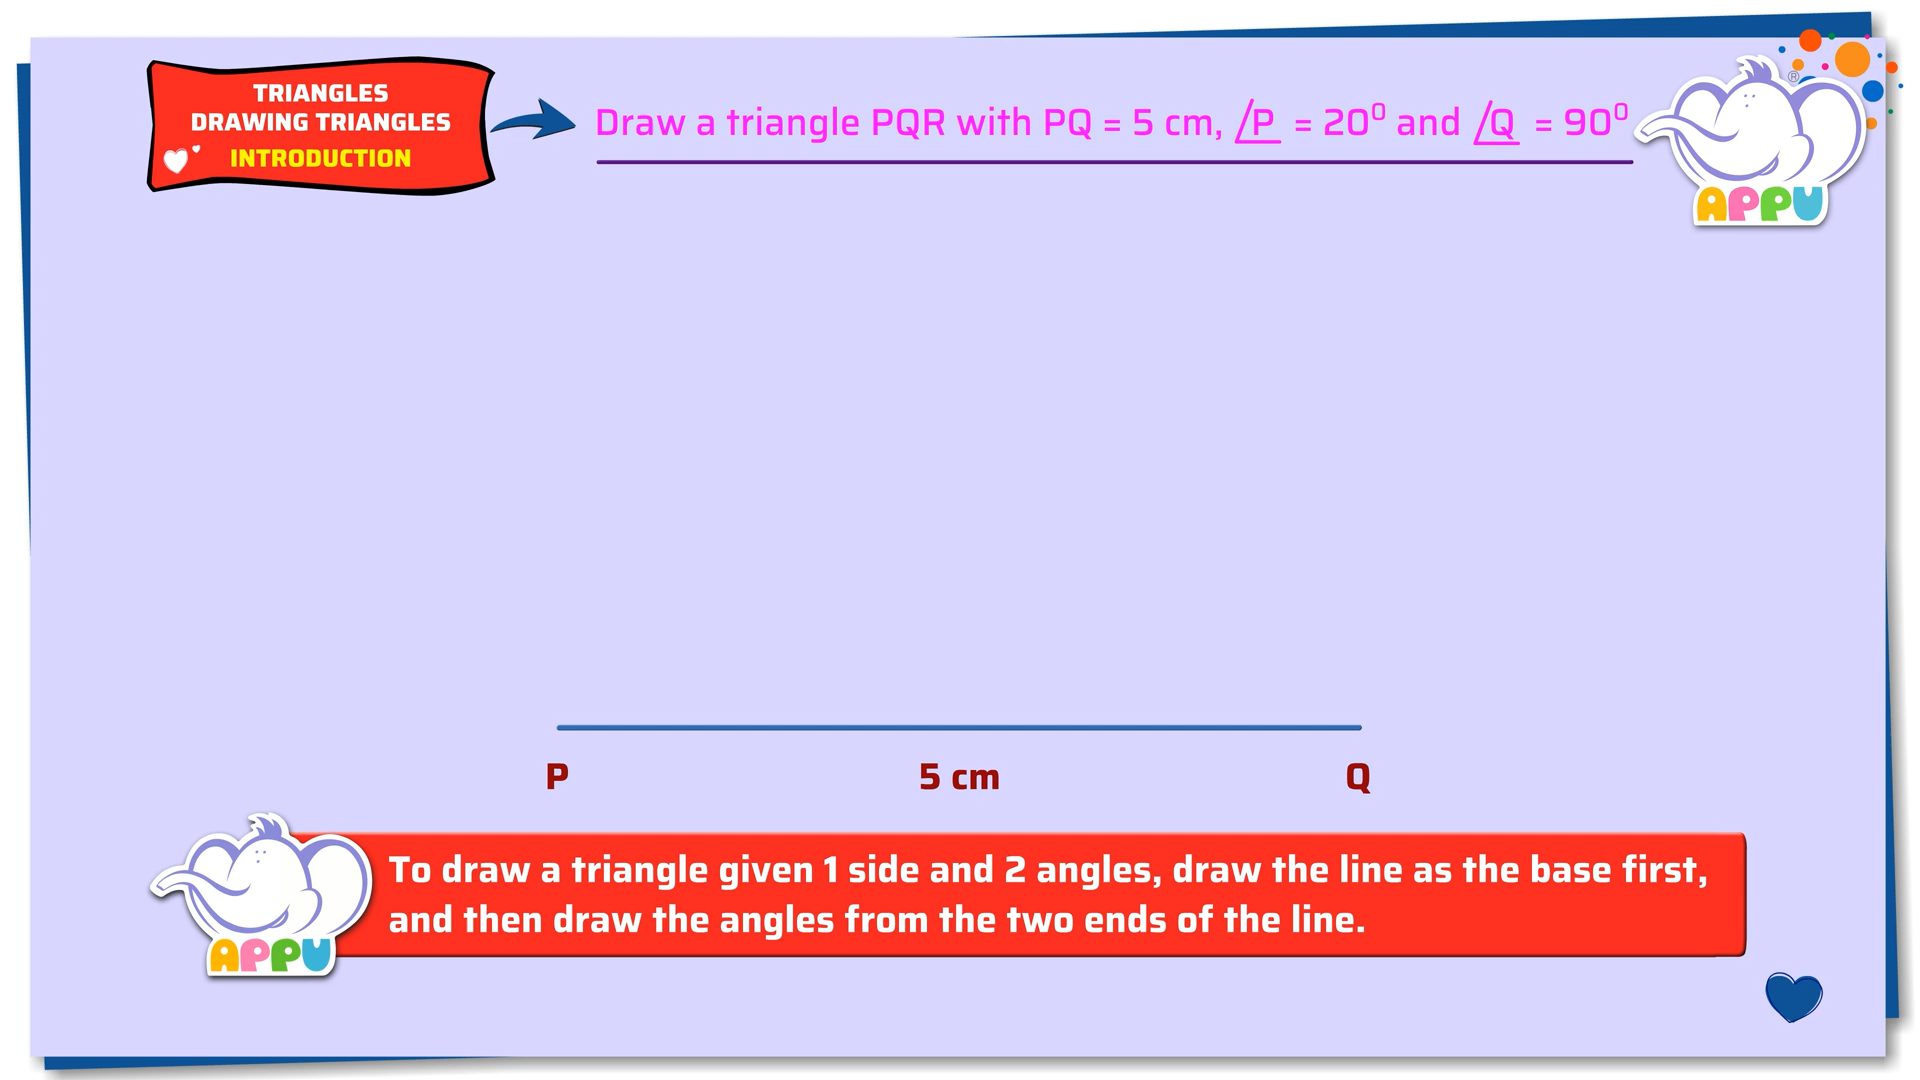 TRIANGLES
DRAWING TRIANGLES
INTRODUCTION
Draw a triangle PQR with PQ = 5 cm, ∠P = 20⁰ and ∠Q = 90⁰
®
APPU
P 5 cm Q
To draw a triangle given 1 side and 2 angles, draw the line as the base first,
and then draw the angles from the two ends of the line.
APPU